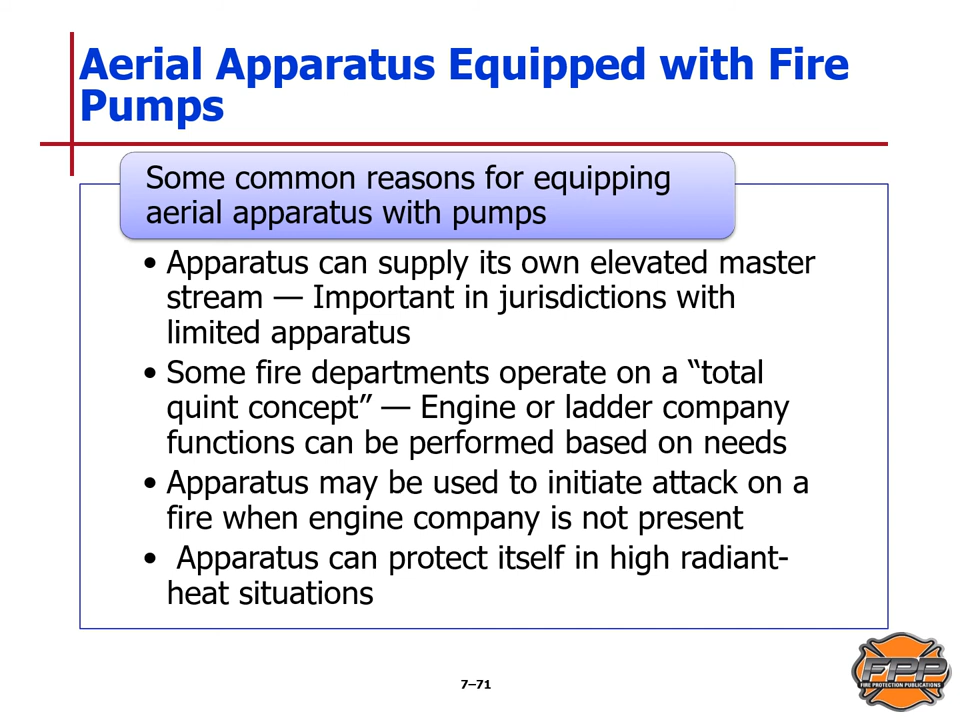 Aerial Apparatus Equipped with Fire
Pumps
Some common reasons for equipping
aerial apparatus with pumps
• Apparatus can supply its own elevated master
stream — Important in jurisdictions with
limited apparatus
• Some fire departments operate on a “total
quint concept” — Engine or ladder company
functions can be performed based on needs
• Apparatus may be used to initiate attack on a
fire when engine company is not present
• Apparatus can protect itself in high radiant-
heat situations
7–71
FPP
FIRE PROTECTION PUBLICATIONS